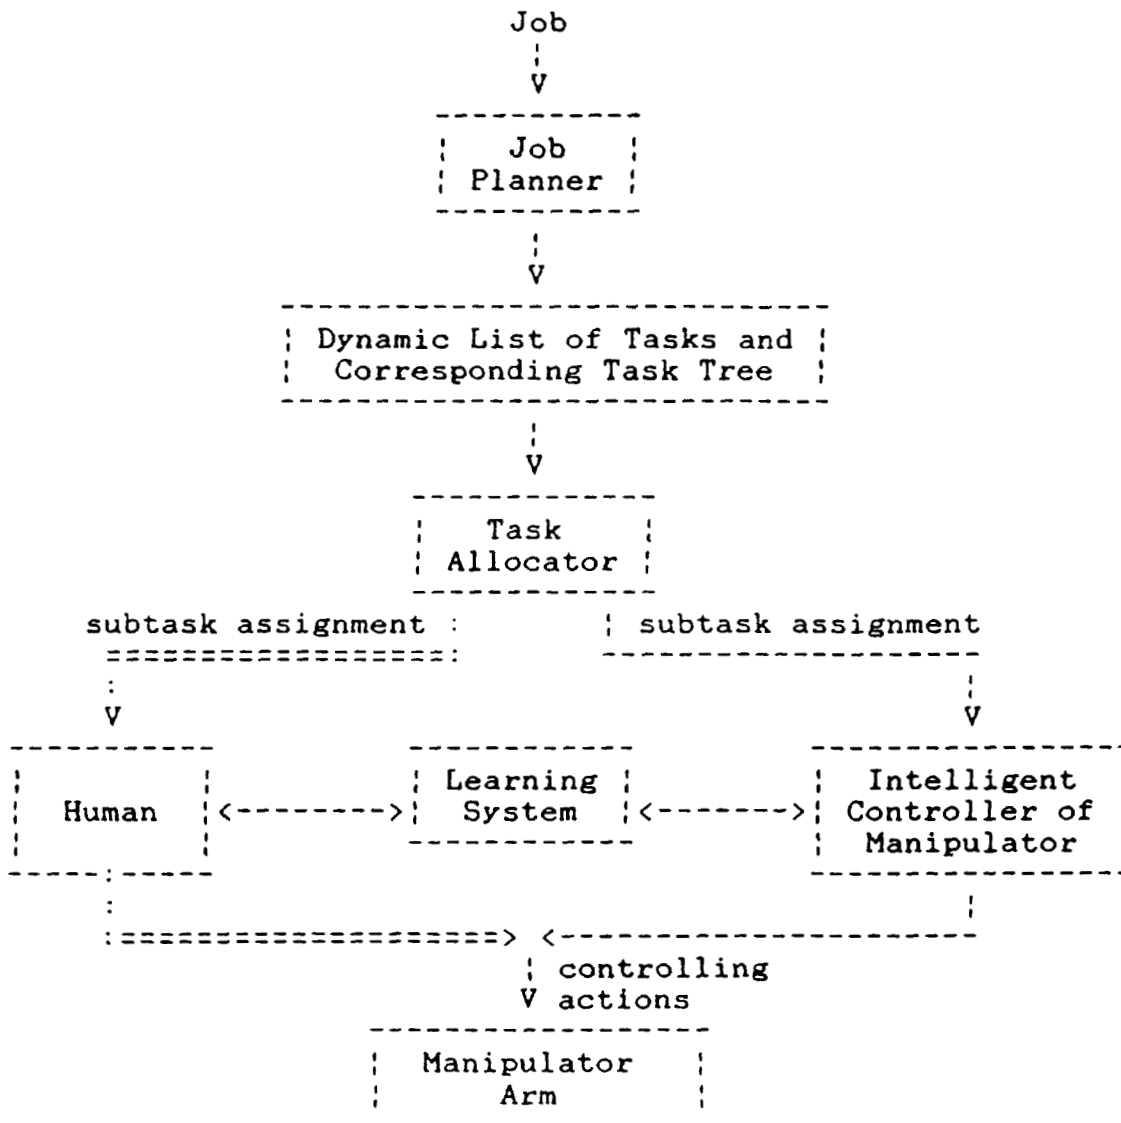 Job
V
Job
Planner
V
Dynamic List of Tasks and
Corresponding Task Tree
V
Task
Allocator
subtask assignment
subtask assignment
V
V
Human
Learning
System
Intelligent
Controller of
Manipulator
controlling
V actions
Manipulator
Arm